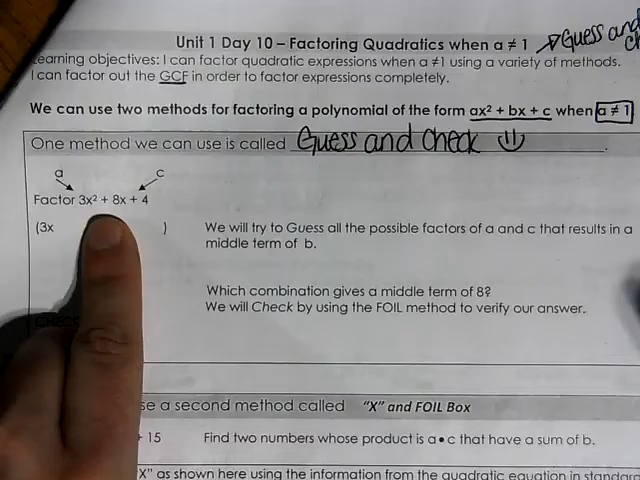 Unit 1 Day 10 – Factoring Quadratics when a ≠ 1 Guess and
Learning objectives: I can factor quadratic expressions when a ≠1 using a variety of methods.
I can factor out the GCF in order to factor expressions completely.
We can use two methods for factoring a polynomial of the form ax² + bx + c when a ≠ 1
One method we can use is called Guess and Check .
a c
Factor 3x² + 8x + 4
(3x ) We will try to Guess all the possible factors of a and c that results in a
middle term of b.
Which combination gives a middle term of 8?
We will Check by using the FOIL method to verify our answer.
CHECK
se a second method called "X" and FOIL Box
+ 15 Find two numbers whose product is a•c that have a sum of b.
X" as shown here using the information from the quadratic equation in standard